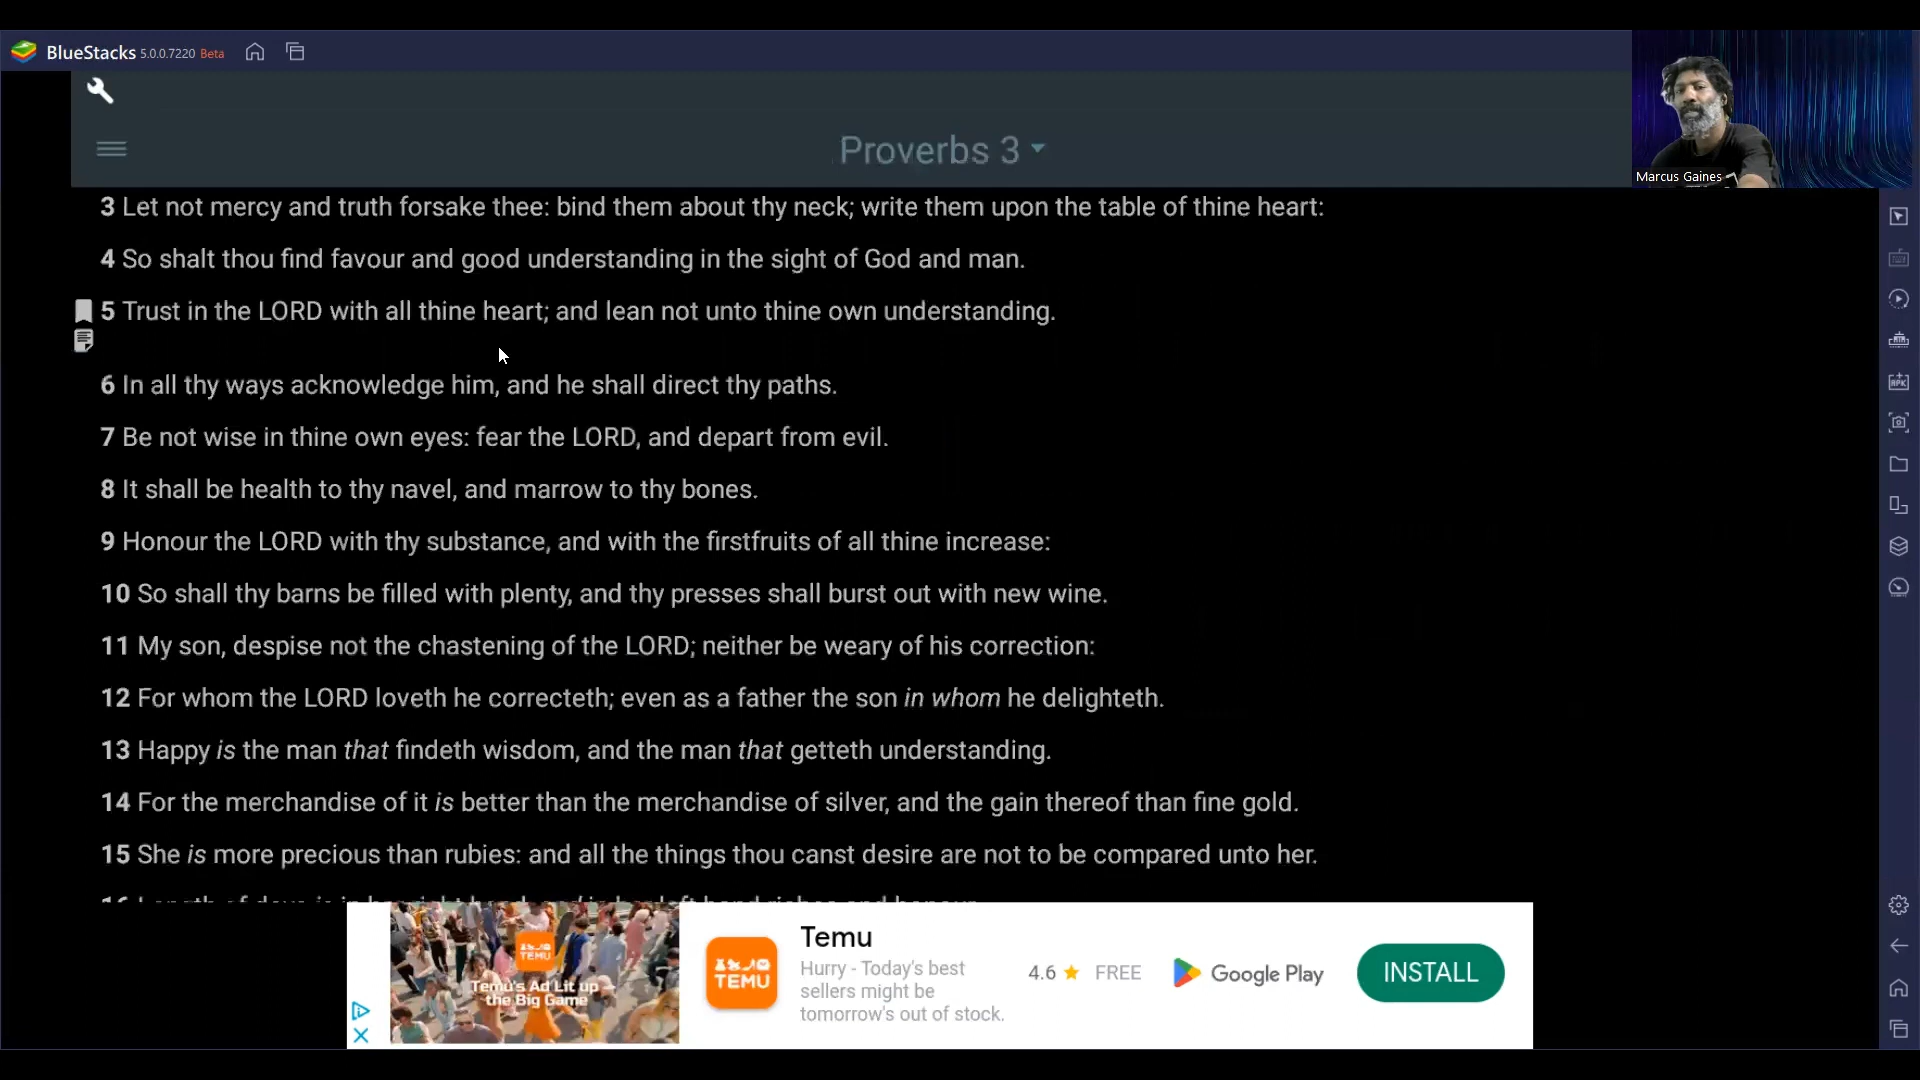 BlueStacks 5.0.0.7220 Beta
Marcus Gaines
Proverbs 3
3 Let not mercy and truth forsake thee: bind them about thy neck; write them upon the table of thine heart:
4 So shalt thou find favour and good understanding in the sight of God and man.
5 Trust in the LORD with all thine heart; and lean not unto thine own understanding.
6 In all thy ways acknowledge him, and he shall direct thy paths.
7 Be not wise in thine own eyes: fear the LORD, and depart from evil.
8 It shall be health to thy navel, and marrow to thy bones.
9 Honour the LORD with thy substance, and with the firstfruits of all thine increase:
10 So shall thy barns be filled with plenty, and thy presses shall burst out with new wine.
11 My son, despise not the chastening of the LORD; neither be weary of his correction:
12 For whom the LORD loveth he correcteth; even as a father the son in whom he delighteth.
13 Happy is the man that findeth wisdom, and the man that getteth understanding.
14 For the merchandise of it is better than the merchandise of silver, and the gain thereof than fine gold.
15 She is more precious than rubies: and all the things thou canst desire are not to be compared unto her.
TEMU
Temu's Ad Lit up
the Big Game
TEMU
Temu
Hurry - Today's best
sellers might be
tomorrow's out of stock.
4.6 ★ FREE
Google Play
INSTALL